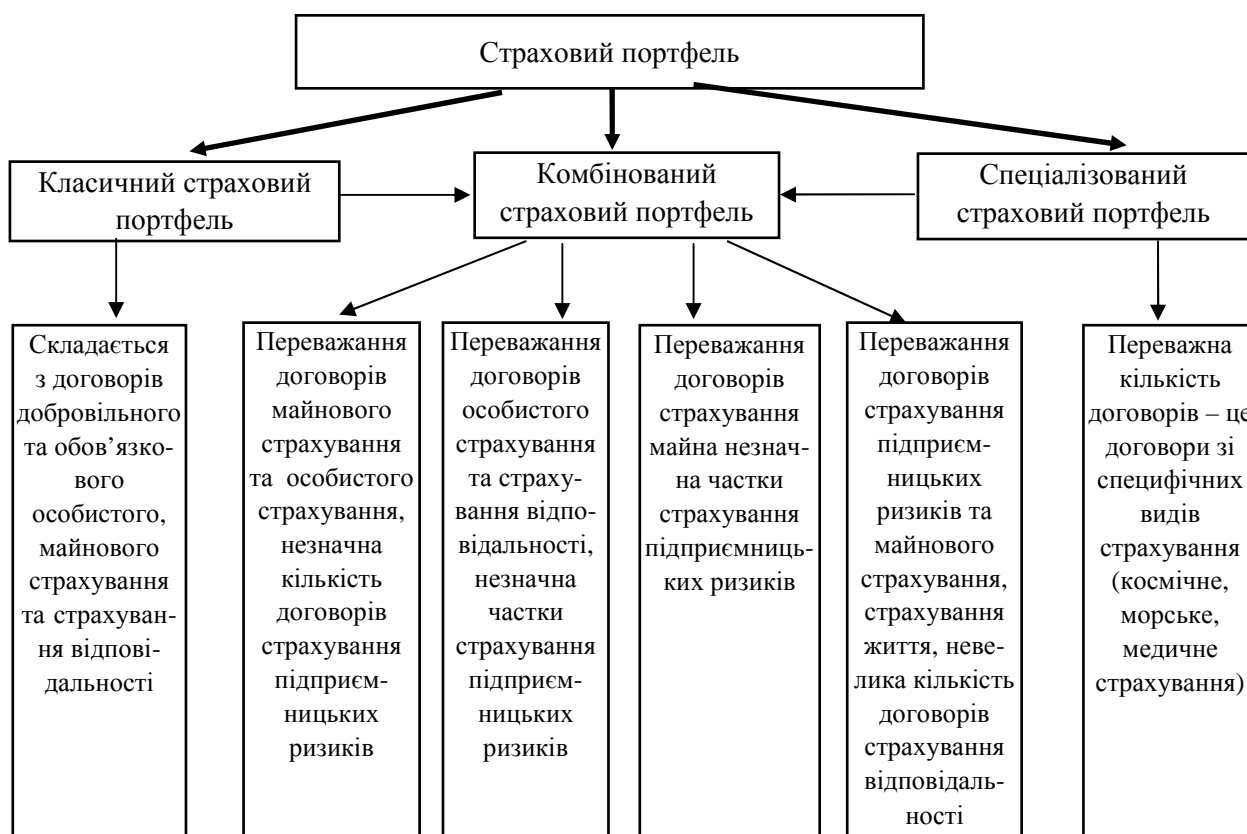 Страховий портфель
Класичний страховий
портфель
Комбінований
страховий портфель
Спеціалізований
страховий портфель
Складається
з договорів
добровільного
та обов’язко-
вого
особистого,
майнового
страхування
та страхуван-
ня відпові-
дальності
Переважання
договорів
майнового
страхування
та особистого
страхування,
незначна
кількість
договорів
страхування
підприєм-
ницьких
ризиків
Переважання
договорів
особистого
страхування
та страху-
вання відпо-
відальності,
незначна
частки
страхування
підприєм-
ницьких
ризиків
Переважання
договорів
страхування
майна незнач-
на частки
страхування
підприємниць-
ких ризиків
Переважання
договорів
страхування
підприєм-
ницьких
ризиків та
майнового
страхування,
страхування
життя, неве-
лика кількість
договорів
страхування
відповідаль-
ності
Переважна
кількість
договорів – це
договори зі
специфічних
видів
страхування
(космічне,
морське,
медичне
страхування)